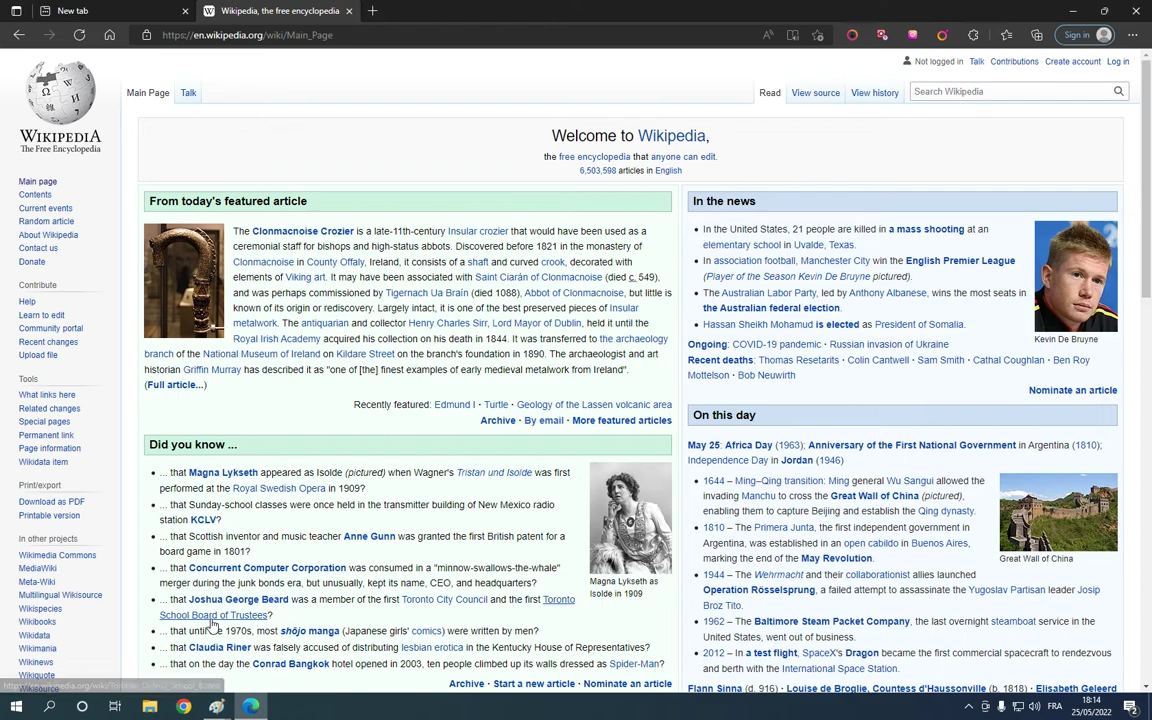 New tab
Wikipedia, the free encyclopedia
https://en.wikipedia.org/wiki/Main_Page
Sign in
Not logged in Talk Contributions Create account Log in
WIKIPEDIA
The Free Encyclopedia
Main Page Talk
Read View source View history
Search Wikipedia
Main page
Contents
Current events
Random article
About Wikipedia
Contact us
Donate
Contribute
Help
Learn to edit
Community portal
Recent changes
Upload file
Tools
What links here
Related changes
Special pages
Permanent link
Page information
Wikidata item
Print/export
Download as PDF
Printable version
In other projects
Wikimedia Commons
MediaWiki
Meta-Wiki
Multilingual Wikisource
Wikispecies
Wikibooks
Wikidata
Wikimania
Wikinews
Wikiquote
Wikisource
Welcome to Wikipedia,
the free encyclopedia that anyone can edit.
6,503,598 articles in English
From today's featured article
The Clonmacnoise Crozier is a late-11th-century Insular crozier that would have been used as a
ceremonial staff for bishops and high-status abbots. Discovered before 1821 in the monastery of
Clonmacnoise in County Offaly, Ireland, it consists of a shaft and curved crook, decorated with
elements of Viking art. It may have been associated with Saint Ciarán of Clonmacnoise (died c. 549),
and was perhaps commissioned by Tigernach Ua Braín (died 1088), Abbot of Clonmacnoise, but little is
known of its origin or rediscovery. Largely intact, it is one of the best preserved pieces of Insular
metalwork. The antiquarian and collector Henry Charles Sirr, Lord Mayor of Dublin, held it until the
Royal Irish Academy acquired his collection on his death in 1844. It was transferred to the archaeology
branch of the National Museum of Ireland on Kildare Street on the branch's foundation in 1890. The archaeologist and art
historian Griffin Murray has described it as "one of [the] finest examples of early medieval metalwork from Ireland".
(Full article...)
Recently featured: Edmund I · Turtle · Geology of the Lassen volcanic area
Archive · By email · More featured articles
Did you know ...
... that Magna Lykseth appeared as Isolde (pictured) when Wagner's Tristan und Isolde was first
performed at the Royal Swedish Opera in 1909?
... that Sunday-school classes were once held in the transmitter building of New Mexico radio
station KCLV?
... that Scottish inventor and music teacher Anne Gunn was granted the first British patent for a
board game in 1801?
... that Concurrent Computer Corporation was consumed in a "minnow-swallows-the-whale"
merger during the junk bonds era, but unusually, kept its name, CEO, and headquarters?
... that Joshua George Beard was a member of the first Toronto City Council and the first Toronto
School Board of Trustees?
... that until 1970s, most shōjo manga (Japanese girls' comics) were written by men?
... that Claudia Riner was falsely accused of distributing lesbian erotica in the Kentucky House of Representatives?
... that on the day the Conrad Bangkok hotel opened in 2003, ten people climbed up its walls dressed as Spider-Man?
Magna Lykseth as
Isolde in 1909
Archive · Start a new article · Nominate an article
In the news
In the United States, 21 people are killed in a mass shooting at an
elementary school in Uvalde, Texas.
In association football, Manchester City win the English Premier League
(Player of the Season Kevin De Bruyne pictured).
The Australian Labor Party, led by Anthony Albanese, wins the most seats in
the Australian federal election.
Hassan Sheikh Mohamud is elected as President of Somalia.
Kevin De Bruyne
Ongoing: COVID-19 pandemic · Russian invasion of Ukraine
Recent deaths: Thomas Resetarits · Colin Cantwell · Sam Smith · Cathal Coughlan · Ben Roy
Mottelson · Bob Neuwirth
Nominate an article
On this day
May 25: Africa Day (1963); Anniversary of the First National Government in Argentina (1810);
Independence Day in Jordan (1946)
1644 – Ming–Qing transition: Ming general Wu Sangui allowed the
invading Manchu to cross the Great Wall of China (pictured),
enabling them to capture Beijing and establish the Qing dynasty.
1810 – The Primera Junta, the first independent government in
Argentina, was established in an open cabildo in Buenos Aires,
marking the end of the May Revolution.
1944 – The Wehrmacht and their collaborationist allies launched
Operation Rösselsprung, a failed attempt to assassinate the Yugoslav Partisan leader Josip
Broz Tito.
1962 – The Baltimore Steam Packet Company, the last overnight steamboat service in the
United States, went out of business.
2012 – In a test flight, SpaceX's Dragon became the first commercial spacecraft to rendezvous
and berth with the International Space Station.
Great Wall of China
Flann Sinna (d. 916) · Louise de Broglie, Countess d'Haussonville (b. 1818) · Elisabeth Geleerd
FRA
18:14
25/05/2022
2